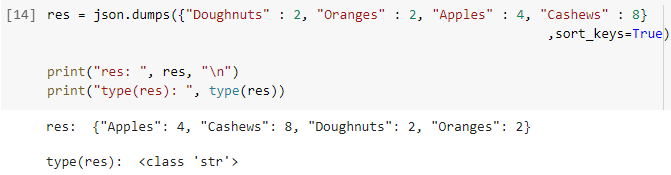 [14] res = json.dumps({"Doughnuts" : 2, "Oranges" : 2, "Apples" : 4, "Cashews" : 8}
,sort_keys=True)
print("res: ", res, "\n")
print("type(res): ", type(res))
res:  {"Apples": 4, "Cashews": 8, "Doughnuts": 2, "Oranges": 2}
type(res):  <class 'str'>